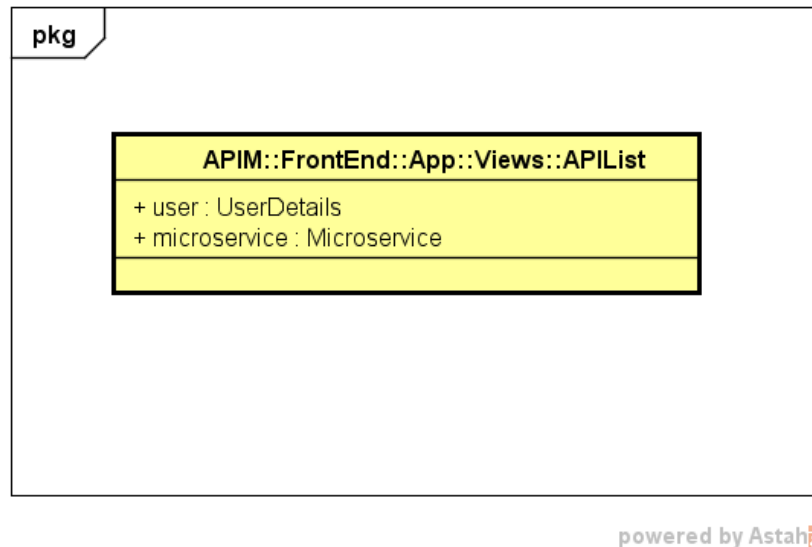 pkg
APIM::FrontEnd::App::Views::APIList
+ user : UserDetails
+ microservice : Microservice
powered by Astah